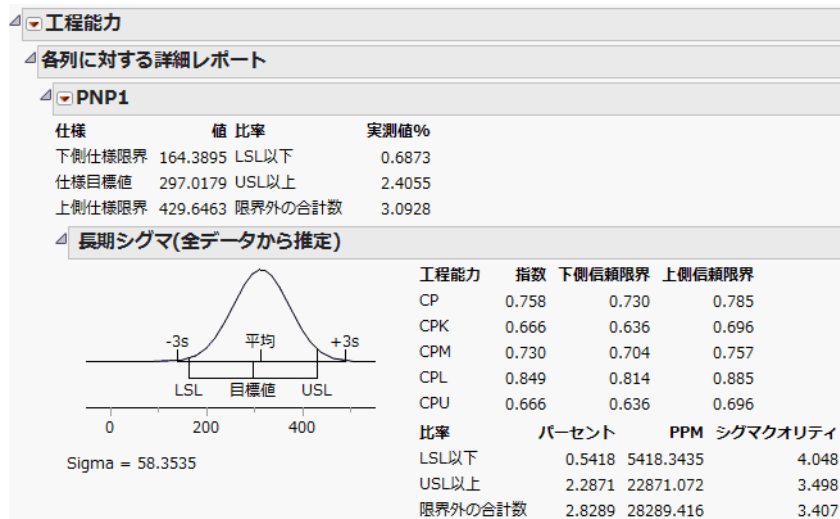 工程能力
各列に対する詳細レポート
PNP1
仕様 値 比率 実測値%
下側仕様限界 164.3895 LSL以下 0.6873
仕様目標値 297.0179 USL以上 2.4055
上側仕様限界 429.6463 限界外の合計数 3.0928
長期シグマ(全データから推定)
-3s 平均 +3s
LSL 目標値 USL
0 200 400
Sigma = 58.3535
工程能力 指数 下側信頼限界 上側信頼限界
CP 0.758 0.730 0.785
CPK 0.666 0.636 0.696
CPM 0.730 0.704 0.757
CPL 0.849 0.814 0.885
CPU 0.666 0.636 0.696
比率 パーセント PPM シグマクオリティ
LSL以下 0.5418 5418.3435 4.048
USL以上 2.2871 22871.072 3.498
限界外の合計数 2.8289 28289.416 3.407